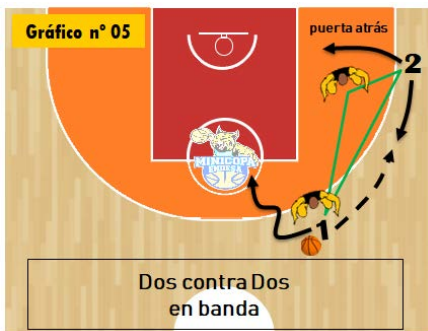 Gráfico nº 05
puerta atrás
2
MINICOPA
ENDESA
1
Dos contra Dos
en banda